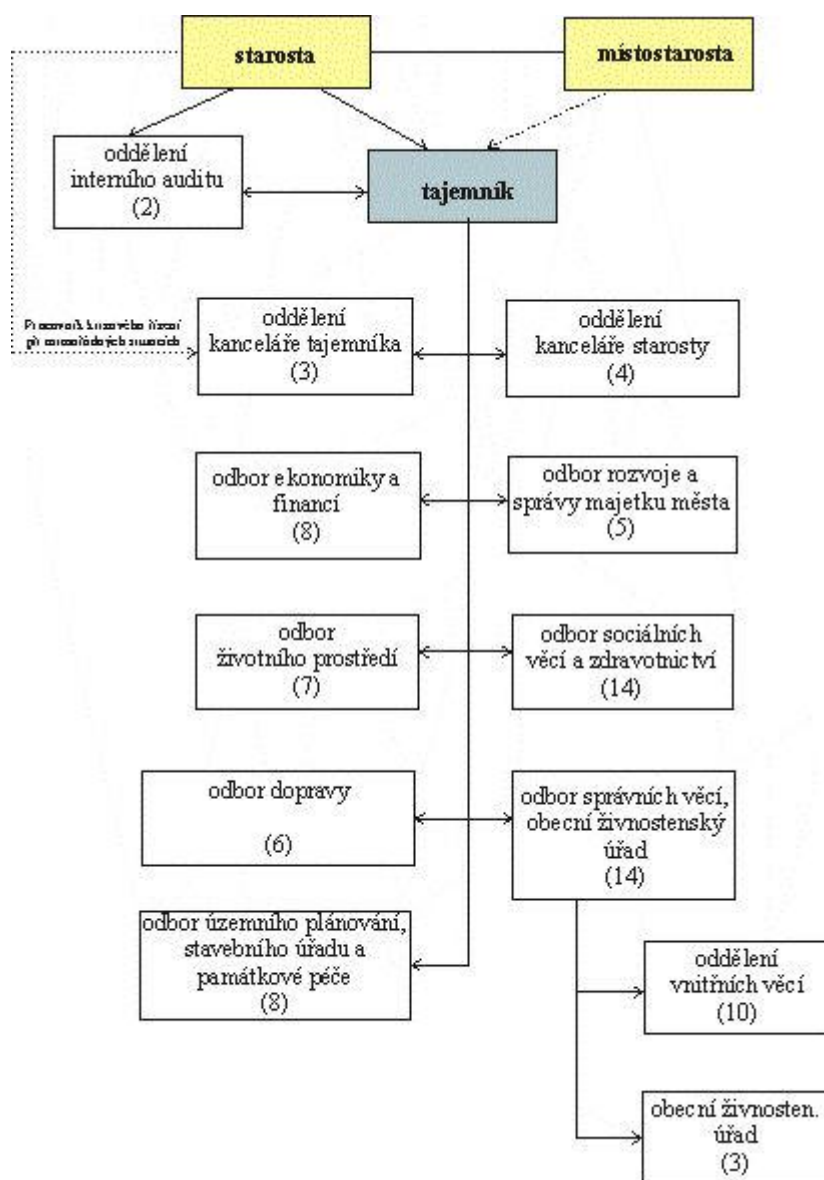 starosta
místostarosta
oddělení
interního auditu
(2)
tajemník
oddělení
kanceláře tajemníka
(3)
oddělení
kanceláře starosty
(4)
odbor ekonomiky a
financí
(8)
odbor rozvoje a
správy majetku města
(5)
odbor
životního prostředí
(7)
odbor sociálních
věcí a zdravotnictví
(14)
odbor dopravy
(6)
odbor správních věcí,
obecní živnostenský
úřad
(14)
odbor územního plánování,
stavebního úřadu a
památkové péče
(8)
oddělení
vnitřních věcí
(10)
obecní živnosten.
úřad
(3)